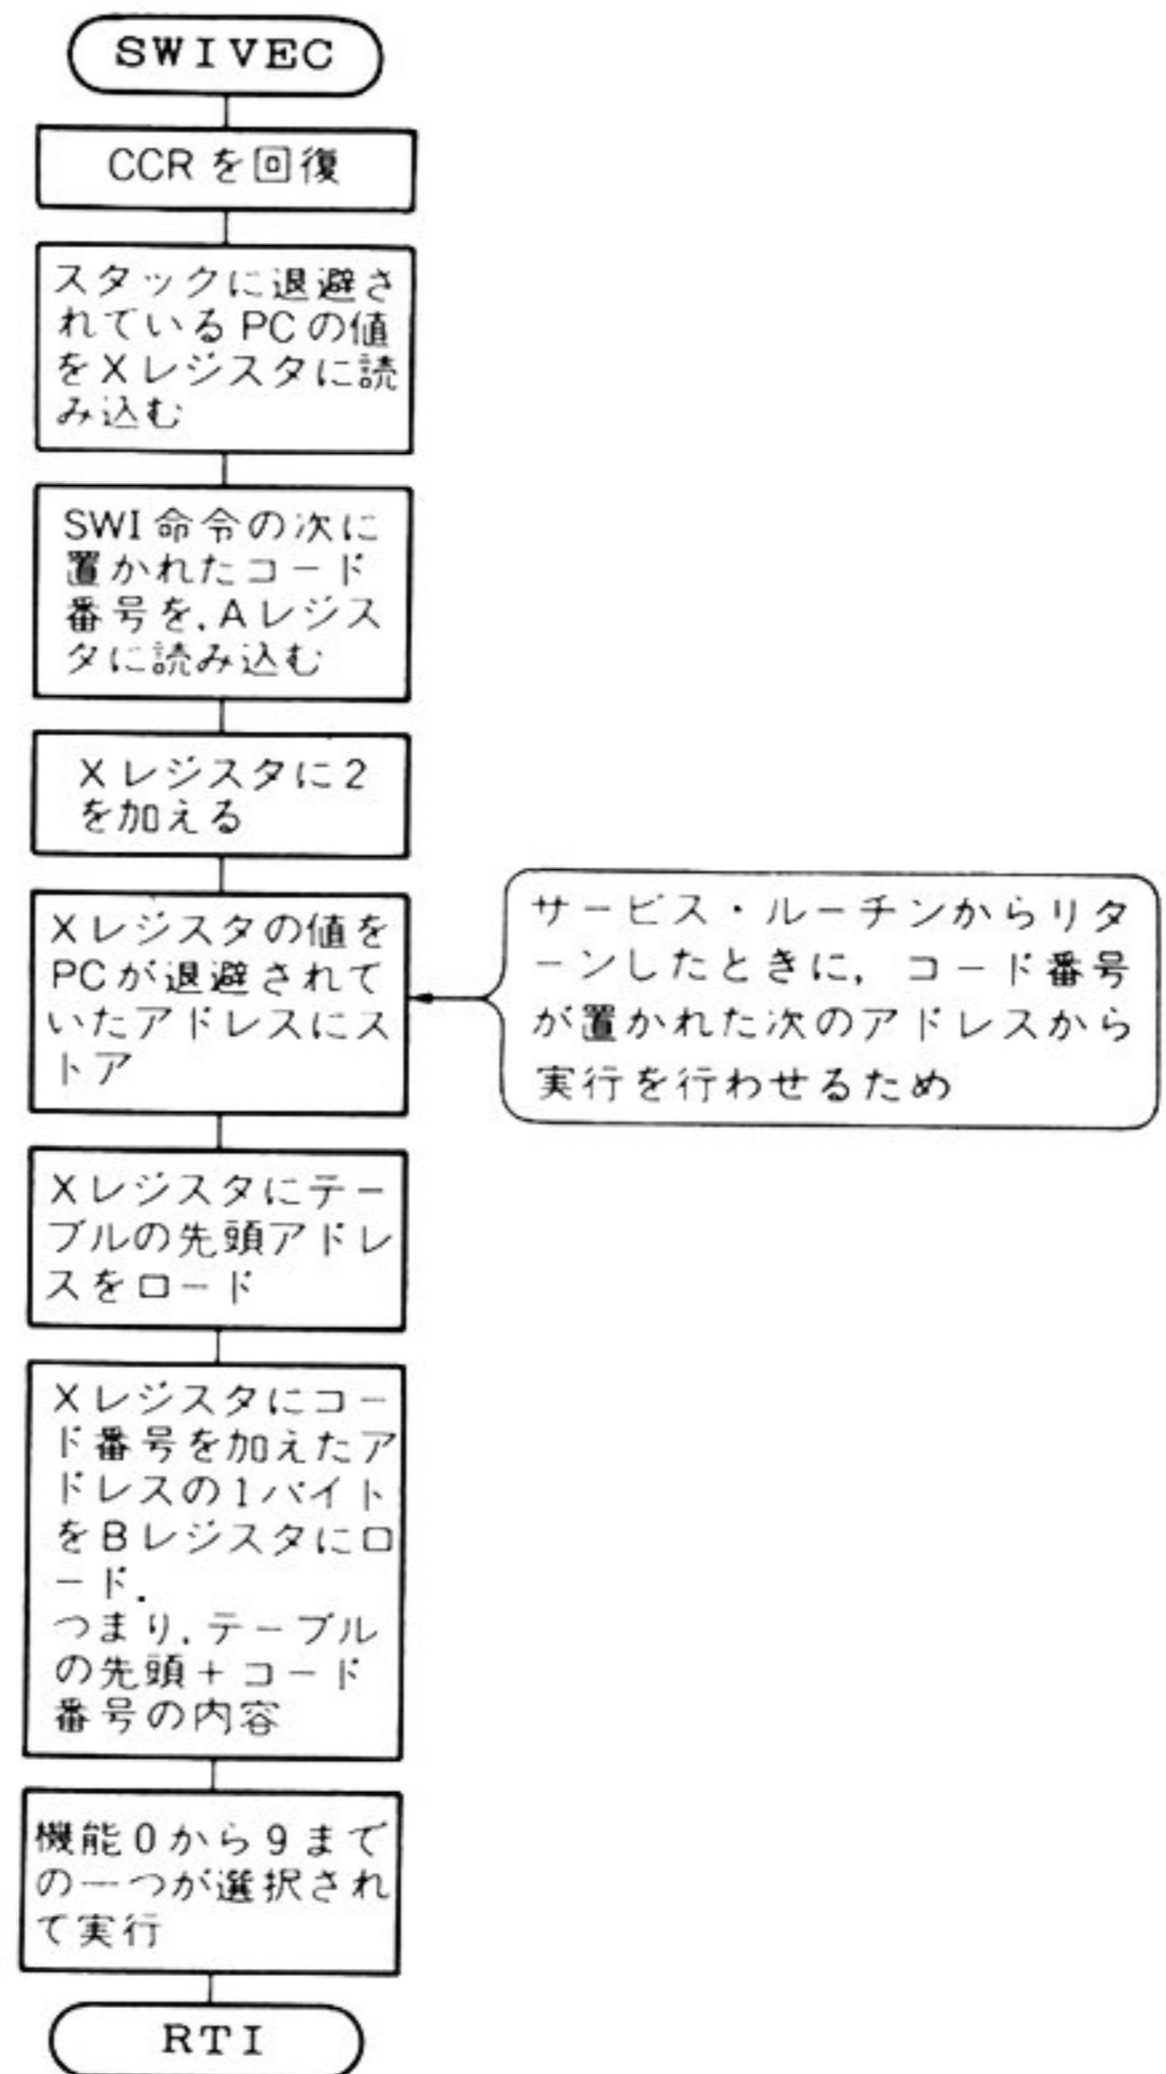 SWIVEC
CCRを回復
スタックに退避さ
れているPCの値
をXレジスタに読
み込む
SWI命令の次に
置かれたコード
番号を,Aレジス
タに読み込む
Xレジスタに2
を加える
Xレジスタの値を
PCが退避されて
いたアドレスにス
トア
サービス・ルーチンからリタ
ーンしたときに,コード番号
が置かれた次のアドレスから
実行を行わせるため
Xレジスタにテー
ブルの先頭アドレ
スをロード
Xレジスタにコー
ド番号を加えたア
ドレスの1バイト
をBレジスタにロ
ード.
つまり,テーブル
の先頭+コード
番号の内容
機能0から9まで
の一つが選択され
て実行
RTI